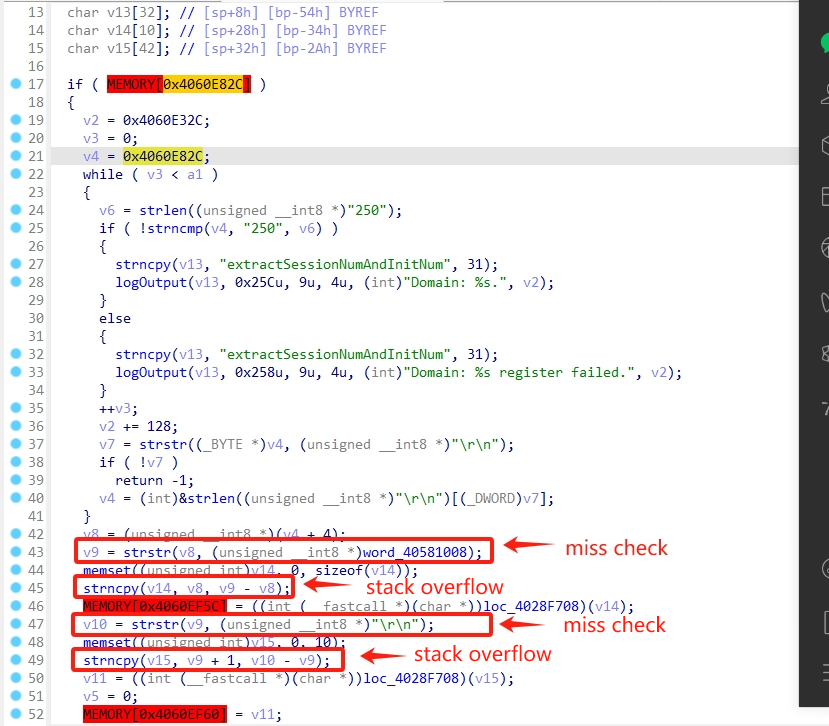 13 char v13[32]; // [sp+8h] [bp-54h] BYREF
14 char v14[10]; // [sp+28h] [bp-34h] BYREF
15 char v15[42]; // [sp+32h] [bp-2Ah] BYREF
16
17 if ( MEMORY[0x4060E82C] )
18 {
19 v2 = 0x4060E32C;
20 v3 = 0;
21 v4 = 0x4060E82C;
22 while ( v3 < a1 )
23 {
24 v6 = strlen((unsigned __int8 *)"250");
25 if ( !strncmp(v4, "250", v6) )
26 {
27 strncpy(v13, "extractSessionNumAndInitNum", 31);
28 logOutput(v13, 0x25Cu, 9u, 4u, (int)"Domain: %s.", v2);
29 }
30 else
31 {
32 strncpy(v13, "extractSessionNumAndInitNum", 31);
33 logOutput(v13, 0x258u, 9u, 4u, (int)"Domain: %s register failed.", v2);
34 }
35 ++v3;
36 v2 += 128;
37 v7 = strstr((_BYTE *)v4, (unsigned __int8 *)"\r\n");
38 if ( !v7 )
39 return -1;
40 v4 = (int)&strlen((unsigned __int8 *)"\r\n")[(_DWORD)v7];
41 }
42 v8 = (unsigned __int8 *)(v4 + 4);
43 v9 = strstr(v8, (unsigned __int8 *)word_40581008); miss check
44 memset((unsigned int)v14, 0, sizeof(v14));
45 strncpy(v14, v8, v9 - v8); stack overflow
46 MEMORY[0x4060EF5C] = ((int (__fastcall *)(char *))loc_4028F708)(v14);
47 v10 = strstr(v9, (unsigned __int8 *)"\r\n"); miss check
48 memset((unsigned int)v15, 0, 10);
49 strncpy(v15, v9 + 1, v10 - v9); stack overflow
50 v11 = ((int (__fastcall *)(char *))loc_4028F708)(v15);
51 v5 = 0;
52 MEMORY[0x4060EF60] = v11;